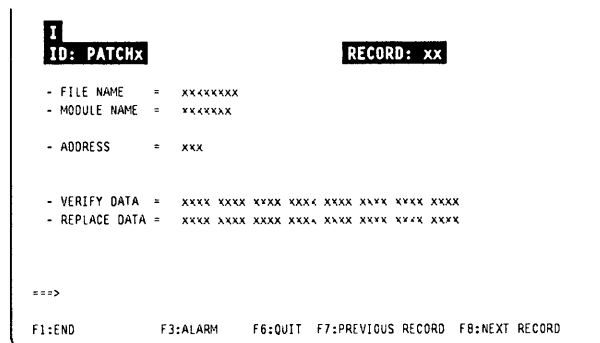 I
ID: PATCHx RECORD: xx
- FILE NAME = xxxxxxxx
- MODULE NAME = xxxxxxx
- ADDRESS = xxx
- VERIFY DATA = xxxx xxxx xxxx xxxx xxxx xxxx xxxx xxxx
- REPLACE DATA = xxxx xxxx xxxx xxxx xxxx xxxx xxxx xxxx
===>
F1:END F3:ALARM F6:QUIT F7:PREVIOUS RECORD F8:NEXT RECORD